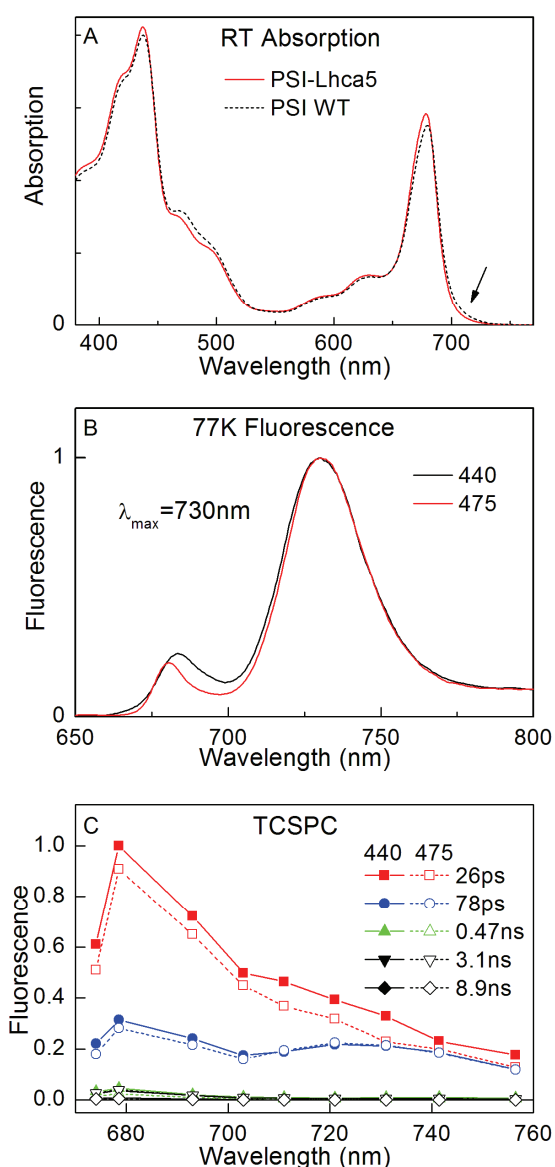 A
RT Absorption
PSI-Lhca5
PSI WT
Absorption
0
400
500
600
700
Wavelength (nm)
B
77K Fluorescence
440
475
λmax=730nm
Fluorescence
1
0
650
700
750
800
Wavelength (nm)
C
TCSPC
440 475
26ps
78ps
0.47ns
3.1ns
8.9ns
Fluorescence
1.0
0.8
0.6
0.4
0.2
0.0
680
700
720
740
760
Wavelength (nm)